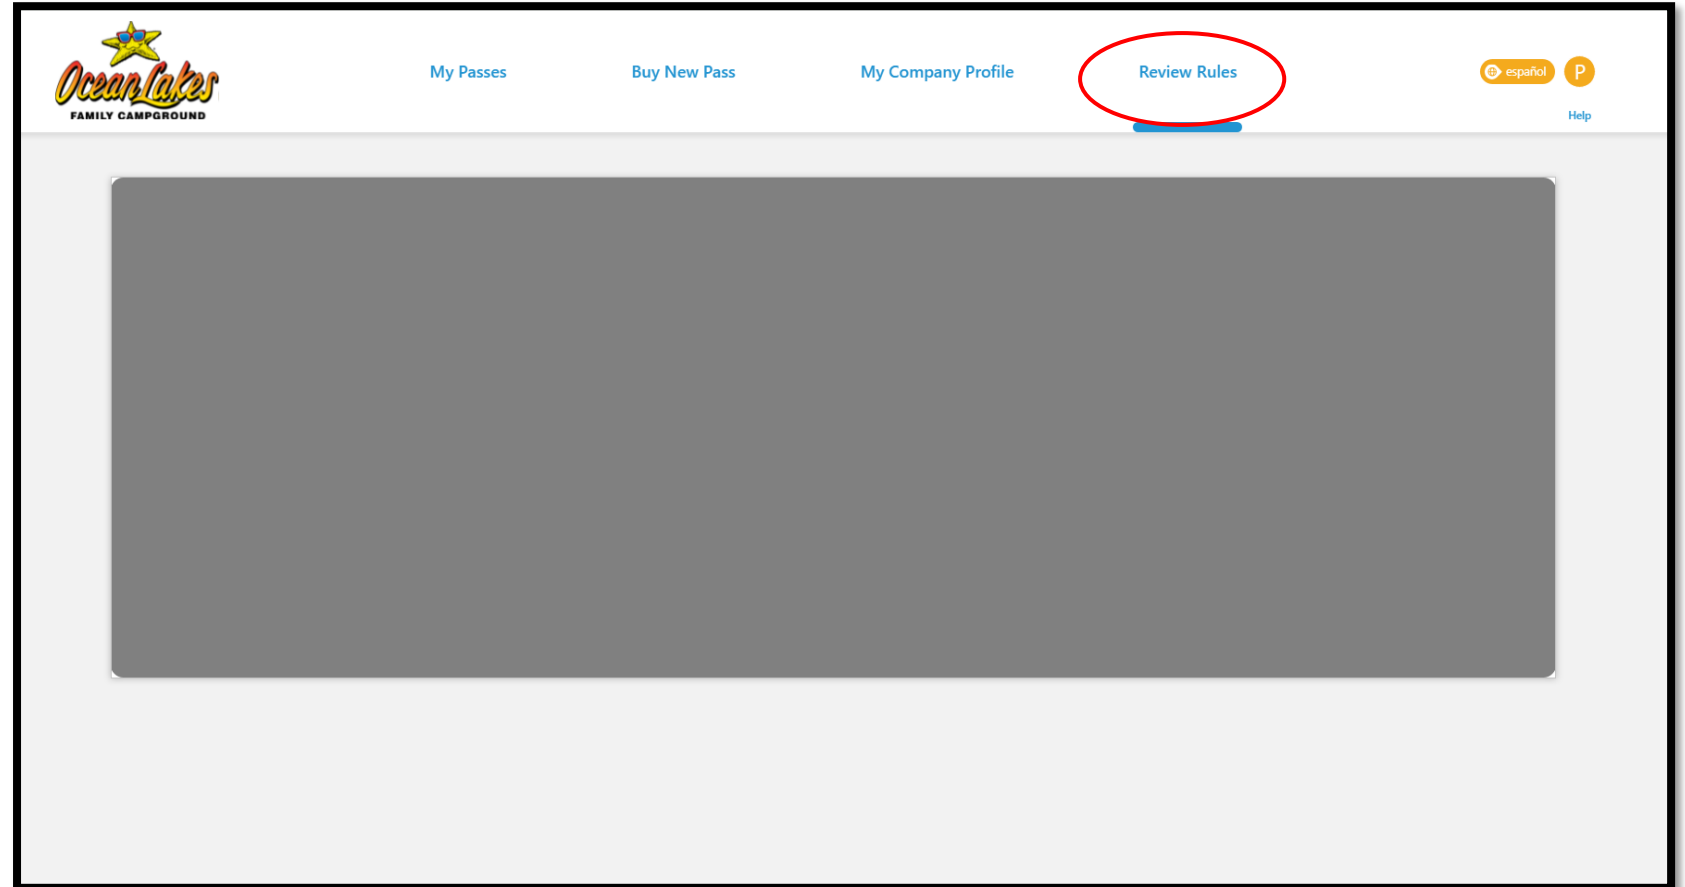 Ocean Lakes
FAMILY CAMPGROUND
My Passes
Buy New Pass
My Company Profile
Review Rules
español
P
Help